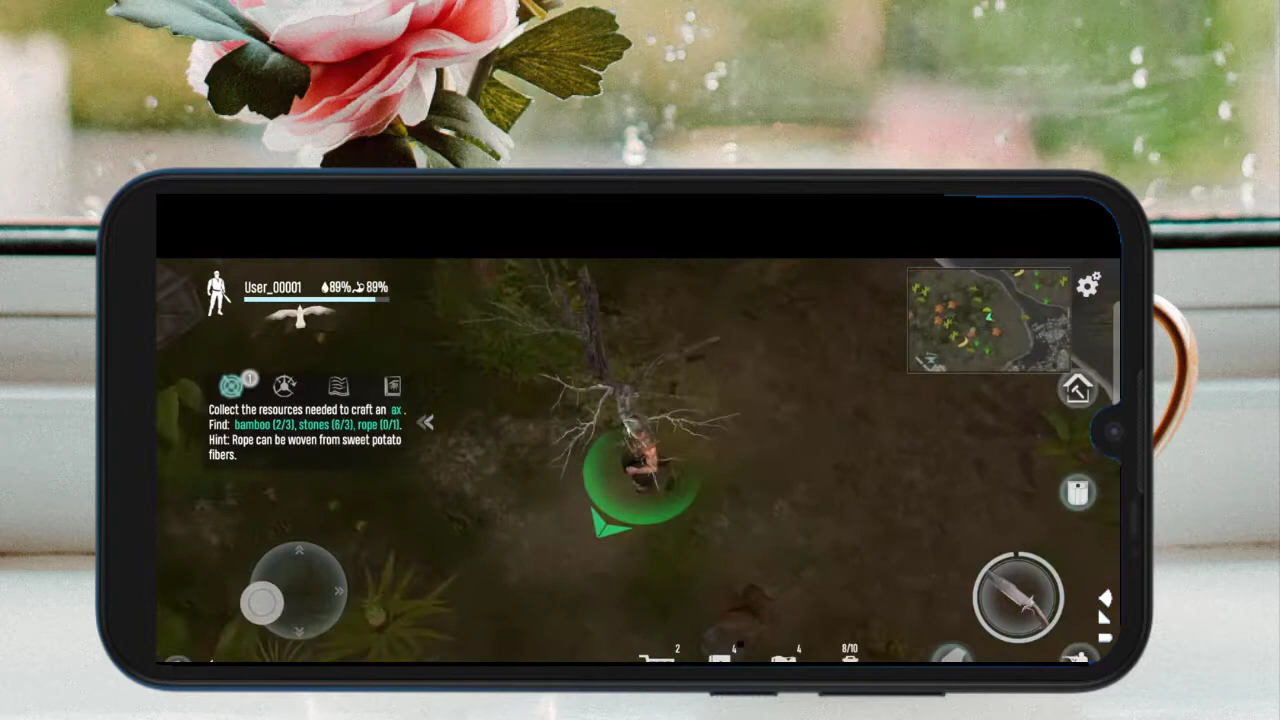 User_00001 89% 89%
1
Collect the resources needed to craft an ax .
Find: bamboo (2/3), stones (6/3), rope (0/1).
Hint: Rope can be woven from sweet potato
fibers.
2 4 4 8/10